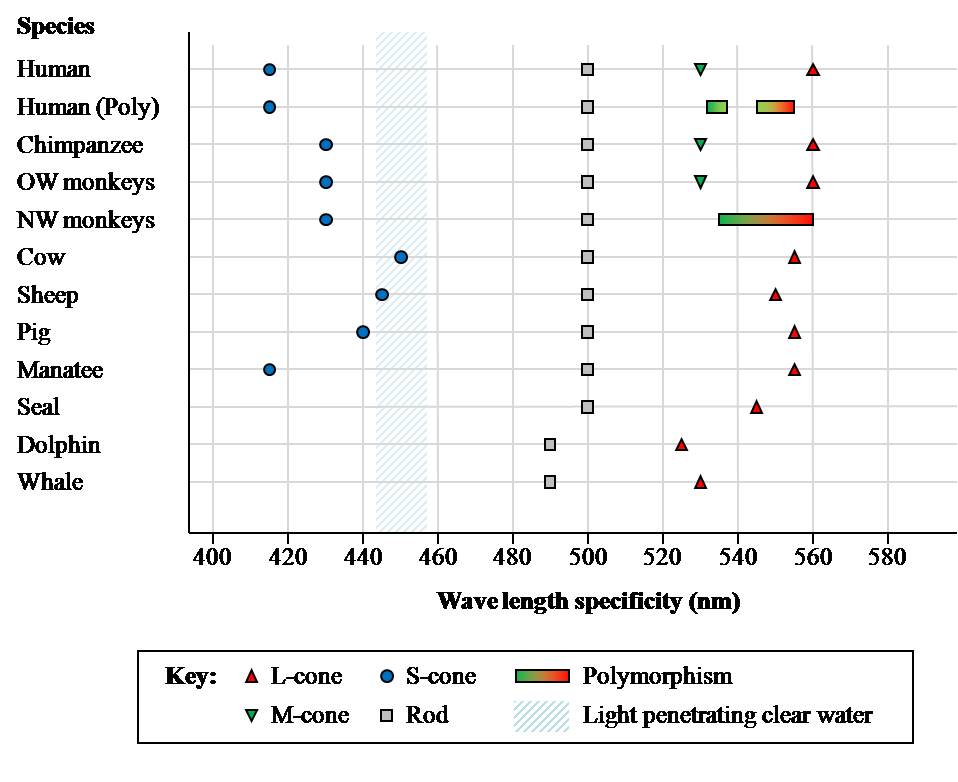 Species
Human
Human (Poly)
Chimpanzee
OW monkeys
NW monkeys
Cow
Sheep
Pig
Manatee
Seal
Dolphin
Whale
400 420 440 460 480 500 520 540 560 580
Wave length specificity (nm)
Key: L-cone S-cone Polymorphism
M-cone Rod Light penetrating clear water